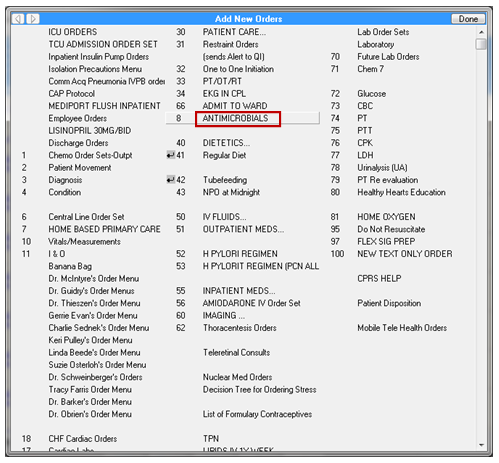 Add New Orders
Done
ICU ORDERS
TCU ADMISSION ORDER SET
Inpatient Insulin Pump Orders
Isolation Precautions Menu
Comm Acq Pneumonia IVPB order
CAP Protocol
MEDIPORT FLUSH INPATIENT
Employee Orders
LISINOPRIL 30MG/BID
Discharge Orders
1 Chemo Order Sets-Outpt
2 Patient Movement
3 Diagnosis
4 Condition
6 Central Line Order Set
7 HOME BASED PRIMARY CARE
10 Vitals/Measurements
11 I & O
Banana Bag
Dr. McIntyre's Order Menu
Dr. Guidry's Order Menus
Dr. Thieszen's Order Menu
Gerrie Evan's Order Menu
Charlie Sednek's Order Menu
Keri Pulley's Order Menu
Linda Beede's Order Menu
Suzie Osterloh's Order Menu
Dr. Schweinberger's Orders
Tracy Farris Order Menu
Dr. Barker's Order Menu
Dr. Obrien's Order Menu
18 CHF Cardiac Orders
17 Cardiac Labs
30 PATIENT CARE...
31 Restraint Orders
(sends Alert to QI)
32 One to One Initiation
33 PT/OT/RT
34 EKG IN CPL
66 ADMIT TO WARD
8 ANTIMICROBIALS
40 DIETETICS...
41 Regular Diet
42 Tubefeeding
43 NPO at Midnight
50 IV FLUIDS...
51 OUTPATIENT MEDS...
52 H PYLORI REGIMEN
53 H PYLORIT REGIMEN (PCN ALL
55 INPATIENT MEDS...
56 AMIODARONE IV Order Set
60 IMAGING ...
62 Thoracentesis Orders
Teleretinal Consults
Nuclear Med Orders
Decision Tree for Ordering Stress
List of Formulary Contraceptives
TPN
LIPIDS IV 1X WEEK
Lab Order Sets
Laboratory
70 Future Lab Orders
71 Chem 7
72 Glucose
73 CBC
74 PT
75 PTT
76 CPK
77 LDH
78 Urinalysis (UA)
79 PT Re evaluation
80 Healthy Hearts Education
81 HOME OXYGEN
95 Do Not Resuscitate
97 FLEX SIG PREP
100 NEW TEXT ONLY ORDER
CPRS HELP
Patient Disposition
Mobile Tele Health Orders